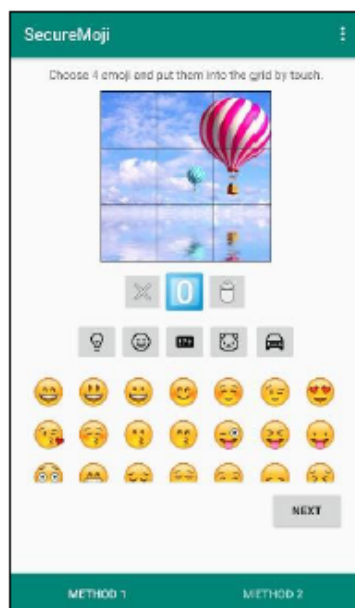 SecureMoji
Choose 4 emoji and put them into the grid by touch.
0
NEXT
METHOD 1 METHOD 2